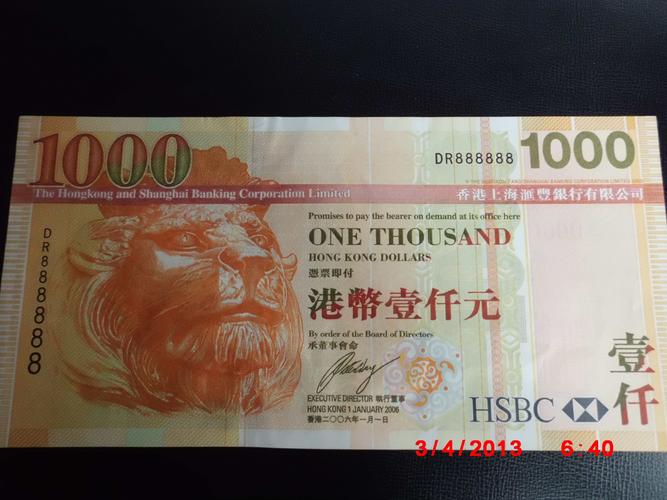 1000
DR888888
1000
The Hongkong and Shanghai Banking Corporation Limited
香港上海滙豐銀行有限公司
Promises to pay the bearer on demand at its office here
ONE THOUSAND
HONG KONG DOLLARS
憑票即付
港幣壹仟元
By order of the Board of Directors
承董事會命
EXECUTIVE DIRECTOR 執行董事
HONG KONG 1 JANUARY 2006
香港二〇〇六年一月一日
DR888888
HSBC
壹仟
3/4/2013 6:40